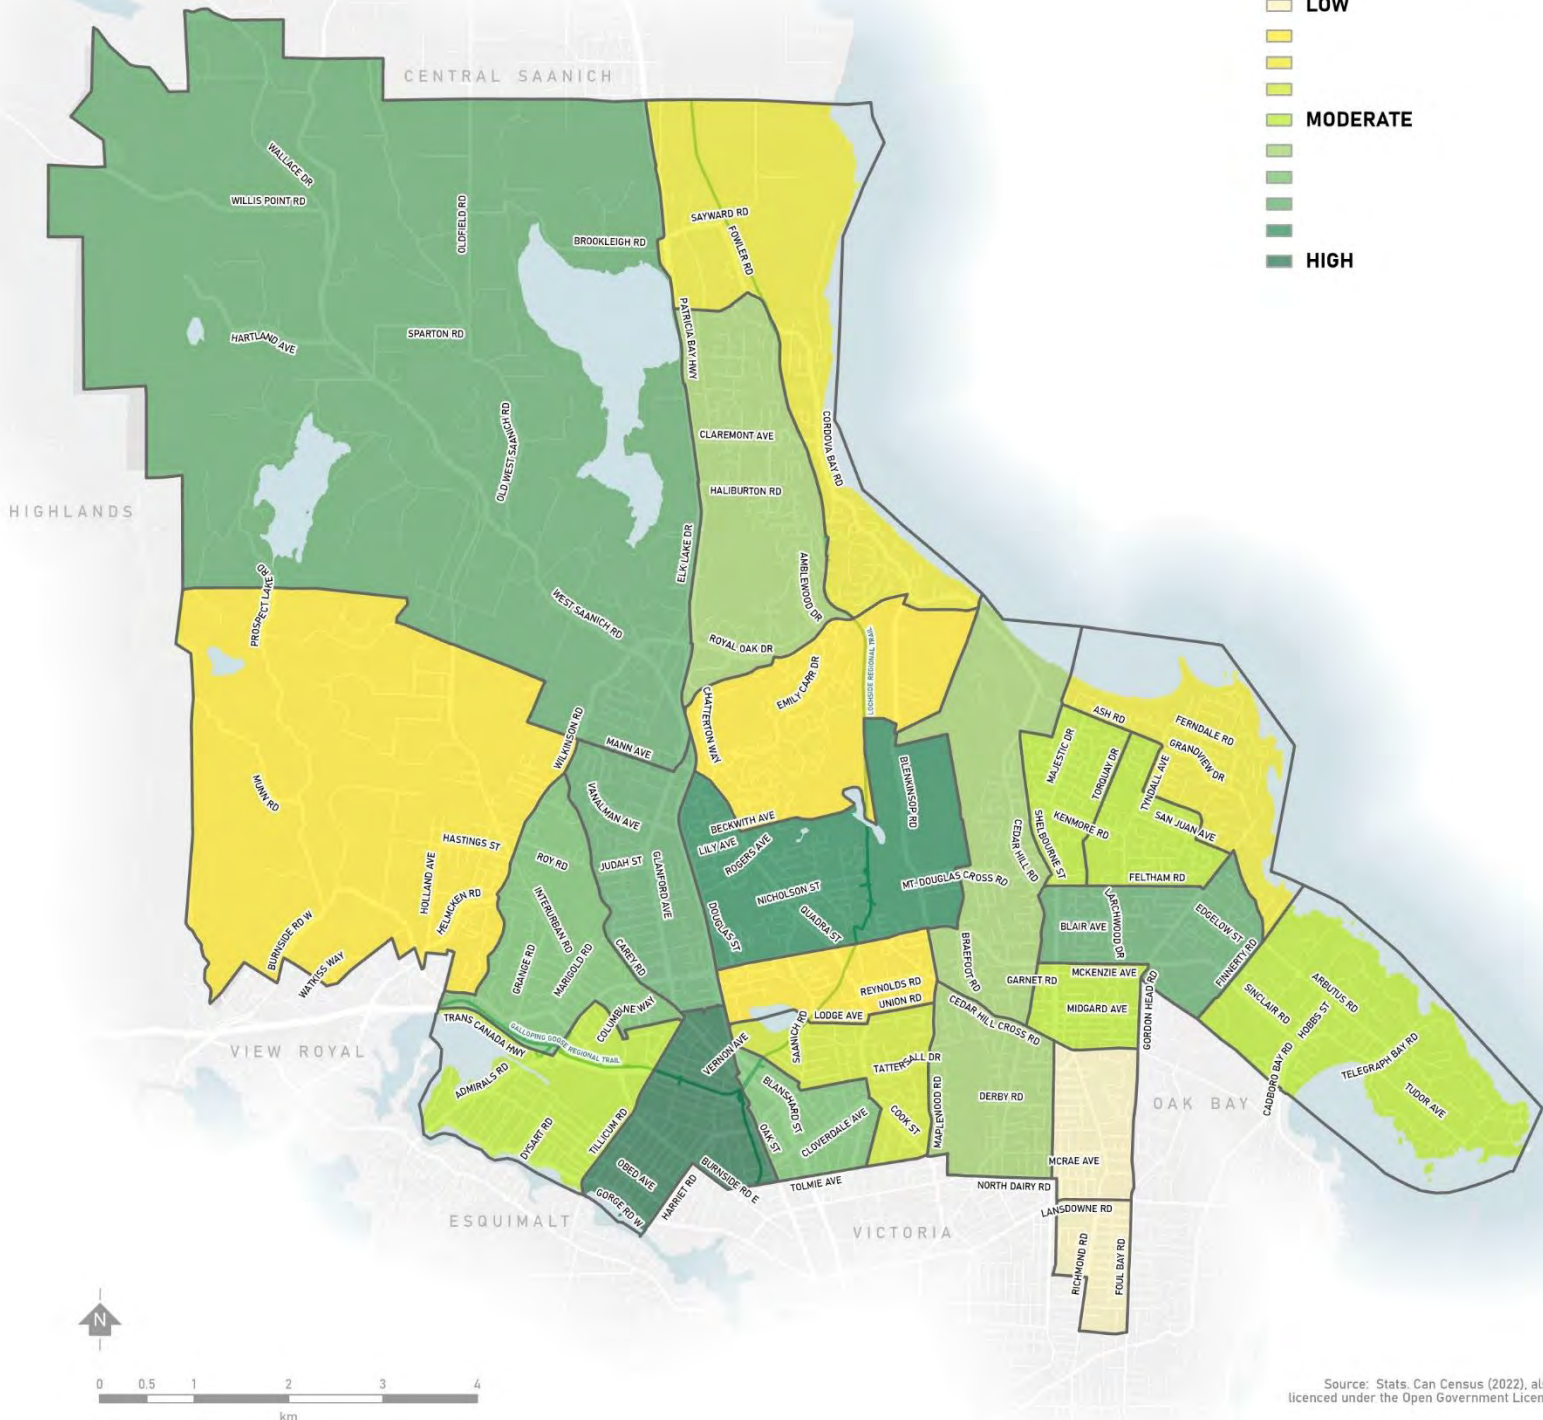 LOW
MODERATE
HIGH
CENTRAL SAANICH
WALLACE DR
WILLIS POINT RD
OLDFIELD RD
BROOKLEIGH RD
SAYWARD RD
FOWLER RD
PATRICIA BAY HWY
HARTLAND AVE
SPARTON RD
OLD WEST SAANICH RD
CLAREMONT AVE
CORDOVA BAY RD
HALIBURTON RD
HIGHLANDS
ELK LAKE DR
AMBLEWOOD DR
PROSPECT LAKE RD
WEST SAANICH RD
ROYAL OAK DR
LOCHSIDE REGIONAL TRAIL
EMILY CARR DR
CHATTERTON WAY
WILKINSON RD
MANN AVE
ASH RD
FERNDALE RD
GRANDVIEW DR
MAJESTIC DR
TORQUAY DR
TYNDALL AVE
MUNN RD
VANALMAN AVE
BLENKINSOP RD
BECKWITH AVE
LILY AVE
ROGERS AVE
KENMORE RD
SAN JUAN AVE
SHELBOURNE ST
CEDAR HILL RD
HASTINGS ST
ROY RD
JUDAH ST
GLANFORD AVE
HOLLAND AVE
HELMCKEN RD
NICHOLSON ST
MT-DOUGLAS CROSS RD
FELTHAM RD
INTERURBAN RD
DOUGLAS ST
QUADRA ST
BLAIR AVE
LARCHWOOD DR
EDGELOW ST
BURNSIDE RD W
WATKISS WAY
GRANGE RD
MARIGOLD RD
CAREY RD
BRAEFOOT RD
FINNERTY RD
GARNET RD
MCKENZIE AVE
REYNOLDS RD
UNION RD
ARBUTUS RD
SINCLAIR RD
HOBBS ST
COLUMBINE WAY
LODGE AVE
CEDAR HILL CROSS RD
MIDGARD AVE
GORDON HEAD RD
TRANS CANADA HWY
GALLOPING GOOSE REGIONAL TRAIL
VIEW ROYAL
VERNON AVE
SAANICH RD
TATTERSALL DR
TELEGRAPH BAY RD
ADMIRALS RD
CADBORO BAY RD
TUDOR AVE
BLANSHARD ST
MAPLEWOOD RD
DERBY RD
OAK BAY
DYSART RD
TILLICUM RD
OAK ST
CLOVERDALE AVE
COOK ST
OBED AVE
BURNSIDE RD E
MCRAE AVE
GORGE RD W
HARRIET RD
TOLMIE AVE
NORTH DAIRY RD
ESQUIMALT
VICTORIA
LANSDOWNE RD
RICHMOND RD
FOUL BAY RD
N
0 0.5 1 2 3 4
km
Source: Stats. Can Census (2022), al
licenced under the Open Government Licen